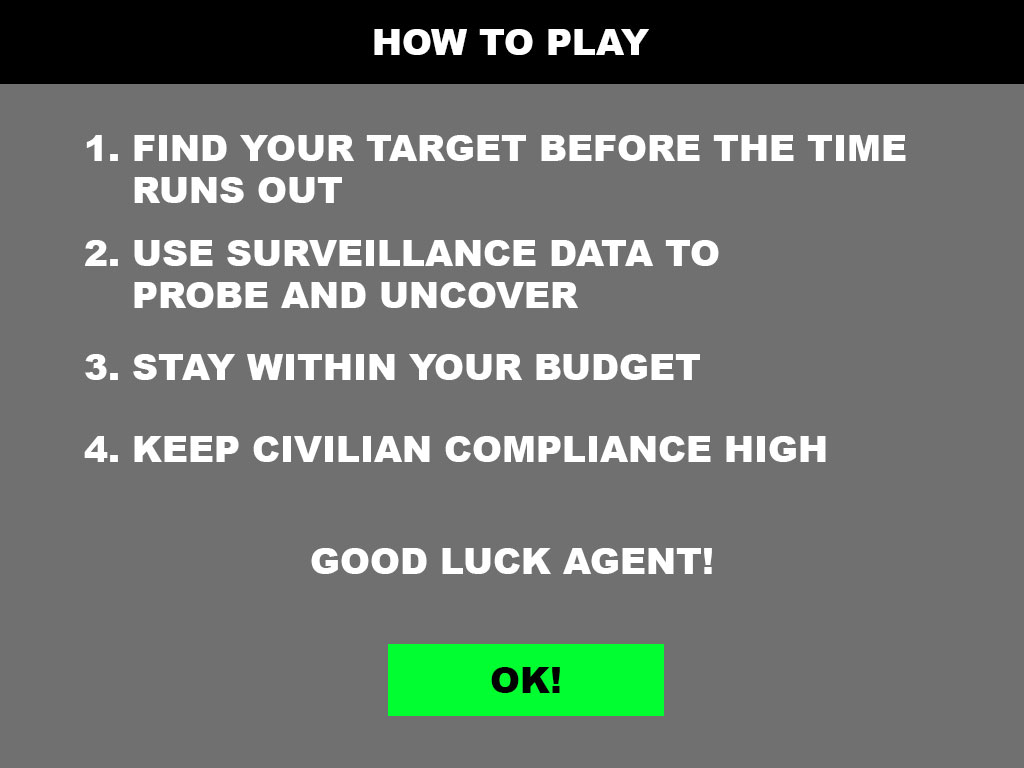 HOW TO PLAY
1. FIND YOUR TARGET BEFORE THE TIME
RUNS OUT
2. USE SURVEILLANCE DATA TO
PROBE AND UNCOVER
3. STAY WITHIN YOUR BUDGET
4. KEEP CIVILIAN COMPLIANCE HIGH
GOOD LUCK AGENT!
OK!